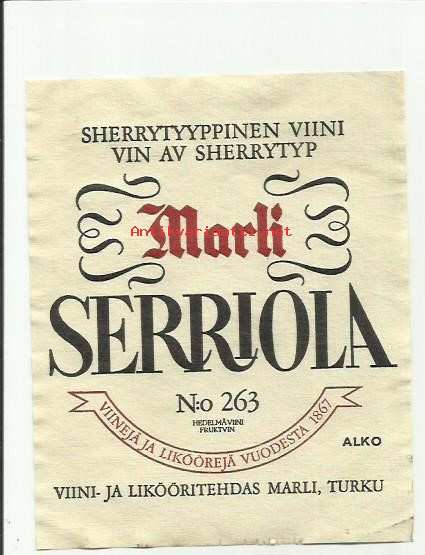 SHERRYTYYPPINEN VIINI
VIN AV SHERRYTYP
Marli
SERRIOLA
N:o 263
HEDELMÄVIINI
FRUKTVIN
VIINEJÄ JA LIKÖÖREJÄ VUODESTA 1867
ALKO
VIINI- JA LIKÖÖRITEHDAS MARLI, TURKU